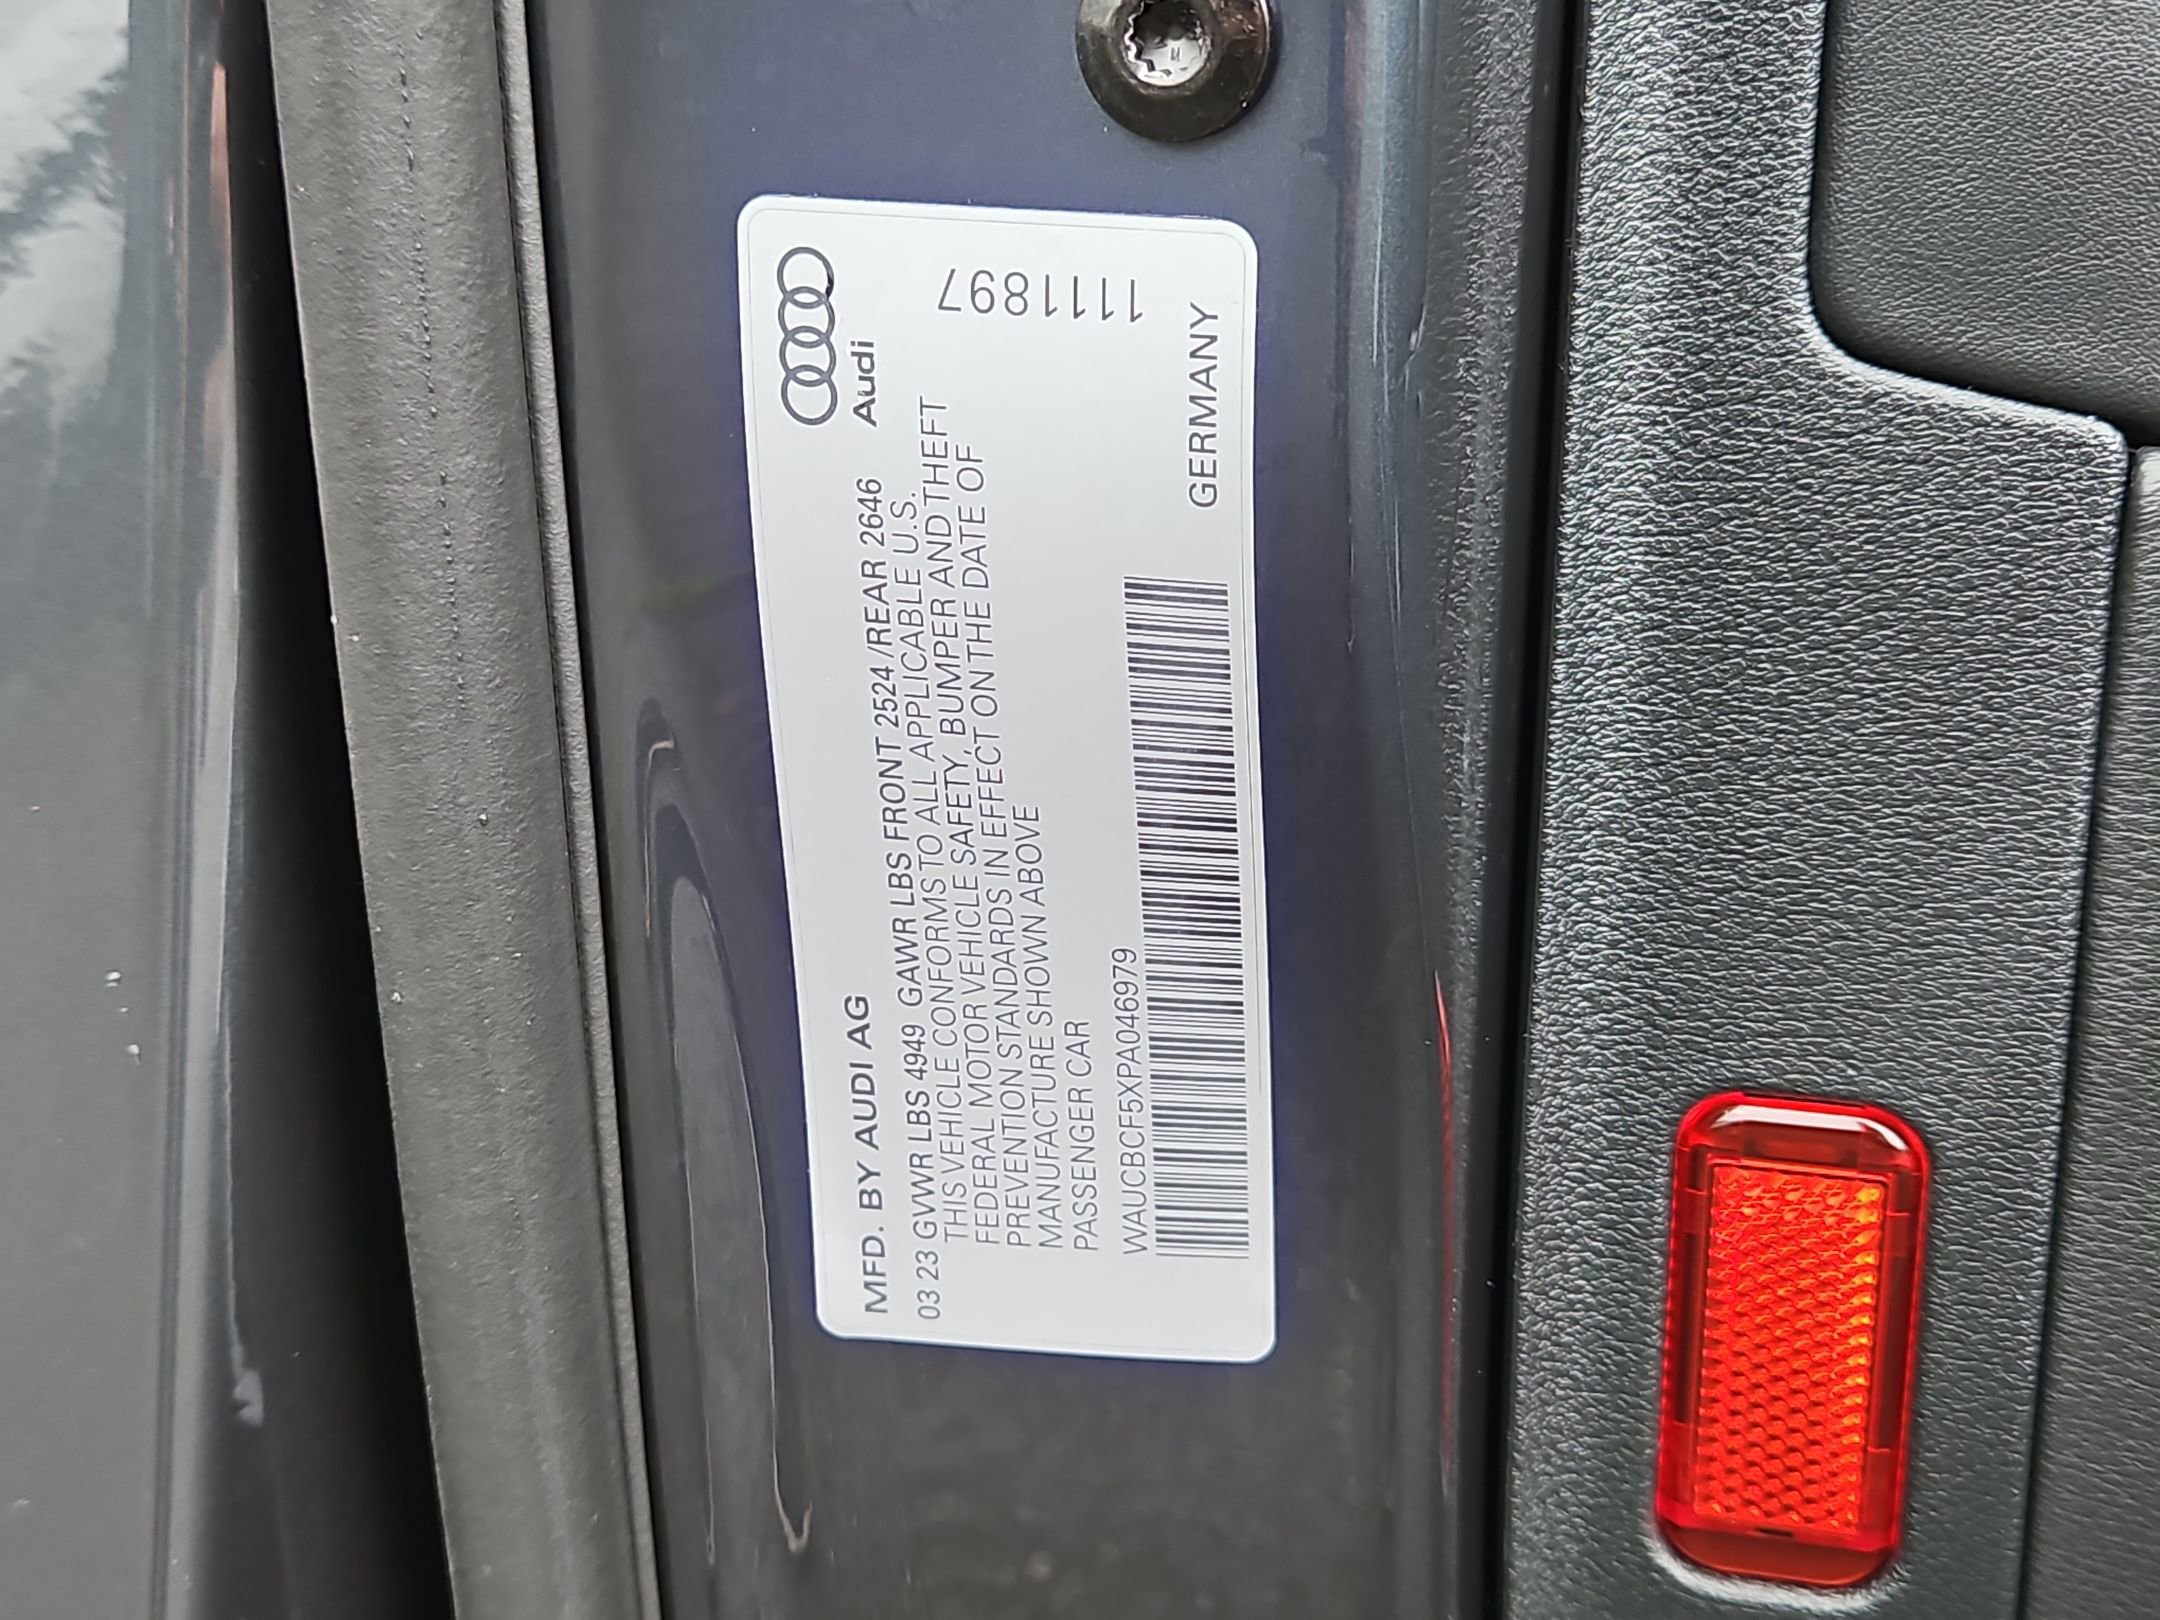 Audi
1111897
MFD. BY AUDI AG
03 23 GVWR LBS 4949 GAWR LBS FRONT 2524 /REAR 2646
THIS VEHICLE CONFORMS TO ALL APPLICABLE U.S.
FEDERAL MOTOR VEHICLE SAFETY, BUMPER AND THEFT
PREVENTION STANDARDS IN EFFECT ON THE DATE OF
MANUFACTURE SHOWN ABOVE
PASSENGER CAR
WAUCBCF5XPA046979
GERMANY